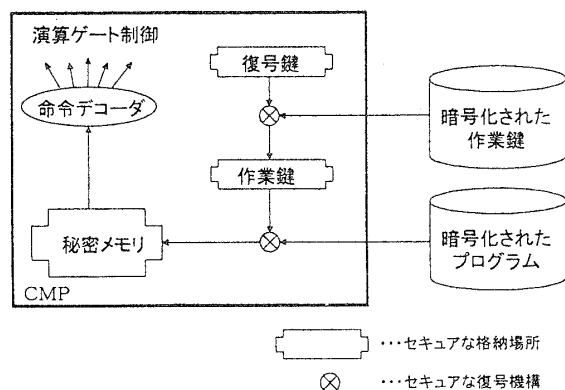 演算ゲート制御
命令デコーダ
秘密メモリ
CMP
復号鍵
作業鍵
暗号化された
作業鍵
暗号化された
プログラム
・・・セキュアな格納場所
・・・セキュアな復号機構